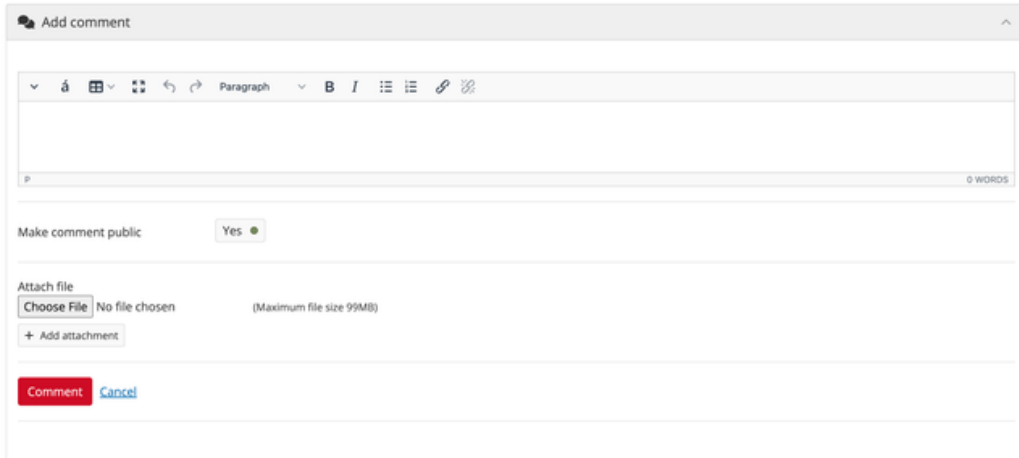 Add comment
á Paragraph B I
P 0 WORDS
Make comment public Yes
Attach file
Choose File No file chosen (Maximum file size 99MB)
+ Add attachment
Comment Cancel